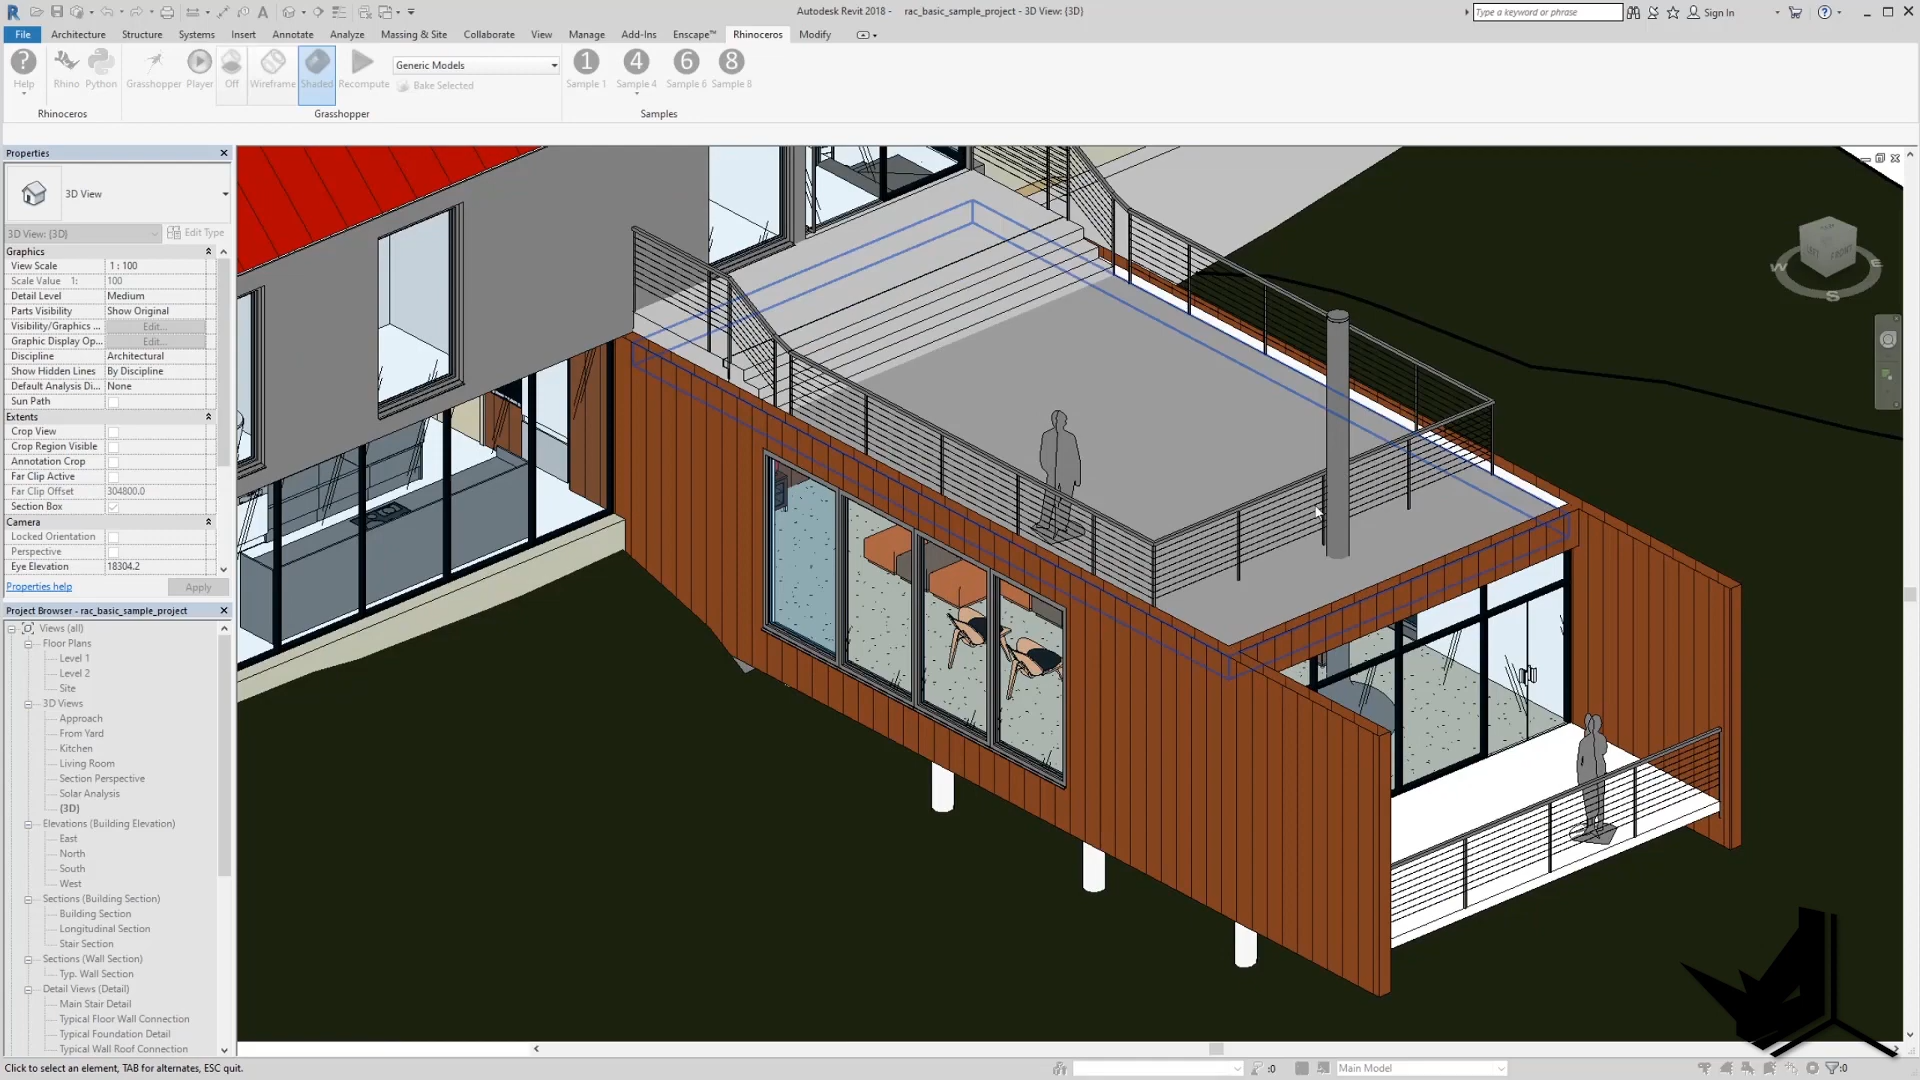 Autodesk Revit 2018 - rac_basic_sample_project - 3D View: {3D}
Type a keyword or phrase
Sign In
File Architecture Structure Systems Insert Annotate Analyze Massing & Site Collaborate View Manage Add-Ins Enscape™ Rhinoceros Modify
Help Rhino Python Grasshopper Player Off Wireframe Shaded Recompute
Generic Models
Bake Selected
1 4 6 8
Sample 1 Sample 4 Sample 6 Sample 8
Rhinoceros Grasshopper Samples
Properties
3D View
3D View: {3D} Edit Type
Graphics
View Scale 1 : 100
Scale Value 1: 100
Detail Level Medium
Parts Visibility Show Original
Visibility/Graphics ... Edit...
Graphic Display Op... Edit...
Discipline Architectural
Show Hidden Lines By Discipline
Default Analysis Di... None
Sun Path
Extents
Crop View
Crop Region Visible
Annotation Crop
Far Clip Active
Far Clip Offset 304800.0
Section Box
Camera
Locked Orientation
Perspective
Eye Elevation 18304.2
Properties help Apply
Project Browser - rac_basic_sample_project
Views (all)
Floor Plans
Level 1
Level 2
Site
3D Views
Approach
From Yard
Kitchen
Living Room
Section Perspective
Solar Analysis
{3D}
Elevations (Building Elevation)
East
North
South
West
Sections (Building Section)
Building Section
Longitudinal Section
Stair Section
Sections (Wall Section)
Typ. Wall Section
Detail Views (Detail)
Main Stair Detail
Typical Floor Wall Connection
Typical Foundation Detail
Typical Wall Roof Connection
LEFT FRONT
W E
S
Click to select an element, TAB for alternates, ESC quit.
:0
Main Model
:0